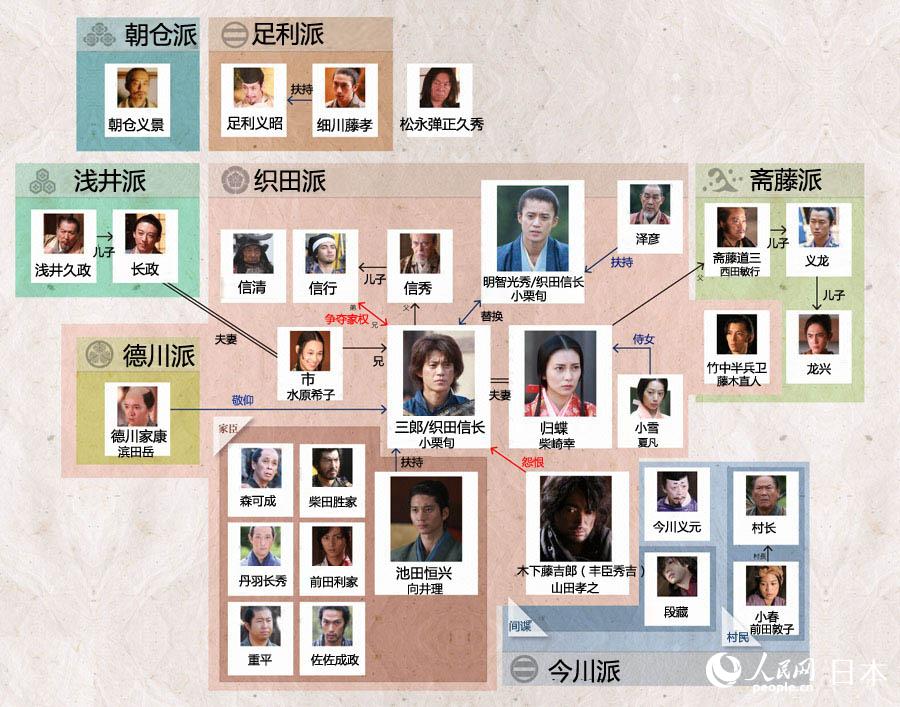 朝仓派
足利派
朝仓义景
足利义昭
扶持
细川藤孝
松永弹正久秀
浅井派
织田派
斋藤派
浅井久政
儿子
长政
信清
信行
儿子
信秀
明智光秀/织田信长
小栗旬
泽彦
扶持
斋藤道三
西田敏行
儿子
义龙
父
儿子
弟
争夺家权
兄
父
替换
夫妻
德川派
市
水原希子
兄
夫妻
侍女
竹中半兵卫
藤木直人
龙兴
德川家康
滨田岳
敬仰
三郎/织田信长
小栗旬
归蝶
柴崎幸
小雪
夏凡
家臣
扶持
怨恨
森可成
柴田胜家
丹羽长秀
前田利家
重平
佐佐成政
池田恒兴
向井理
木下藤吉郎（丰臣秀吉）
山田孝之
今川义元
村长
村長
段藏
小春
前田敦子
间谍
村民
今川派
人民网
people.cn
日本